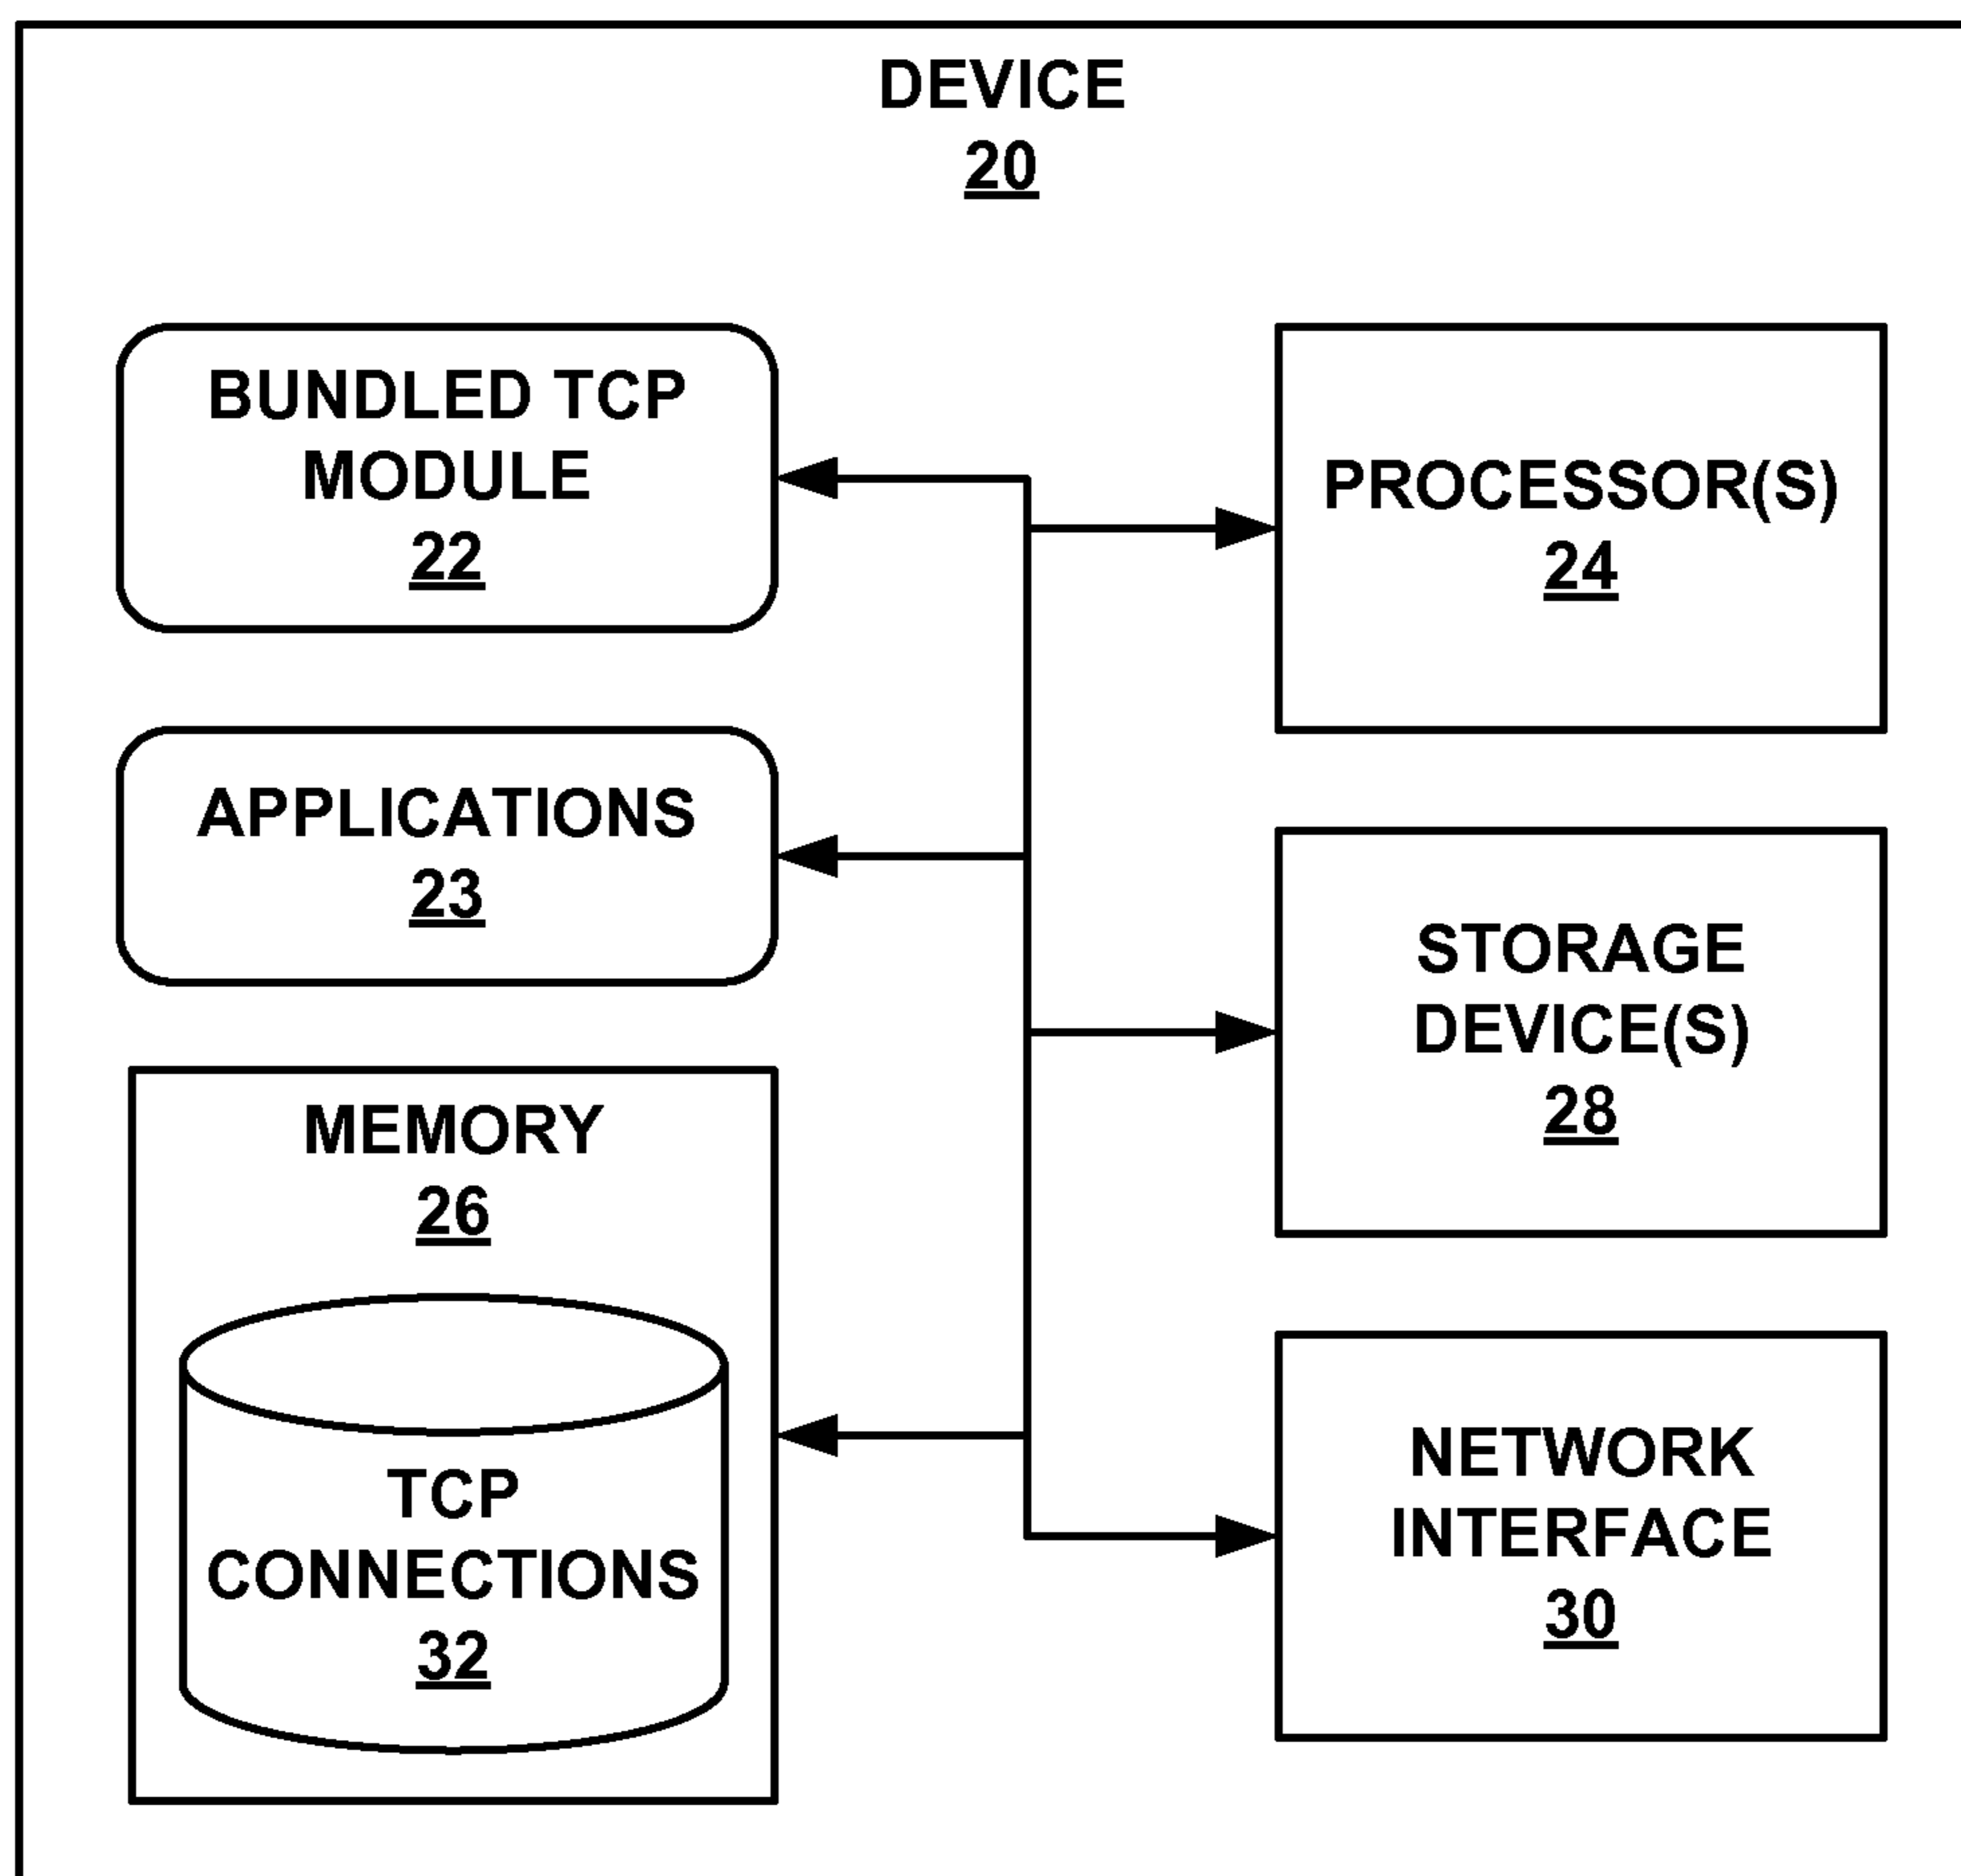 DEVICE
20
BUNDLED TCP
MODULE
22
APPLICATIONS
23
MEMORY
26
TCP
CONNECTIONS
32
PROCESSOR(S)
24
STORAGE
DEVICE(S)
28
NETWORK
INTERFACE
30